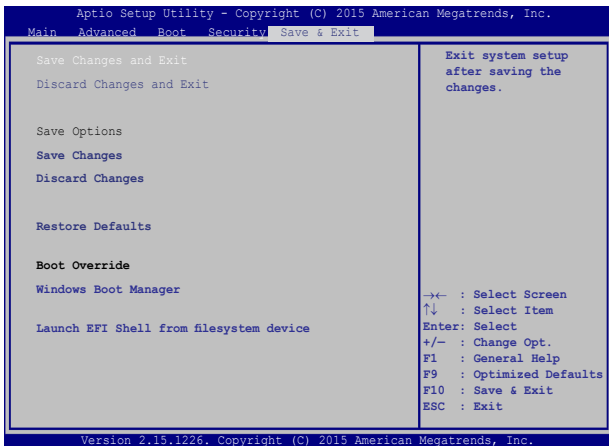 Aptio Setup Utility - Copyright (C) 2015 American Megatrends, Inc.
Main Advanced Boot Security Save & Exit
Save Changes and Exit
Discard Changes and Exit
Save Options
Save Changes
Discard Changes
Restore Defaults
Boot Override
Windows Boot Manager
Launch EFI Shell from filesystem device
Exit system setup
after saving the
changes.
→← : Select Screen
↑↓ : Select Item
Enter: Select
+/— : Change Opt.
F1 : General Help
F9 : Optimized Defaults
F10 : Save & Exit
ESC : Exit
Version 2.15.1226. Copyright (C) 2015 American Megatrends, Inc.